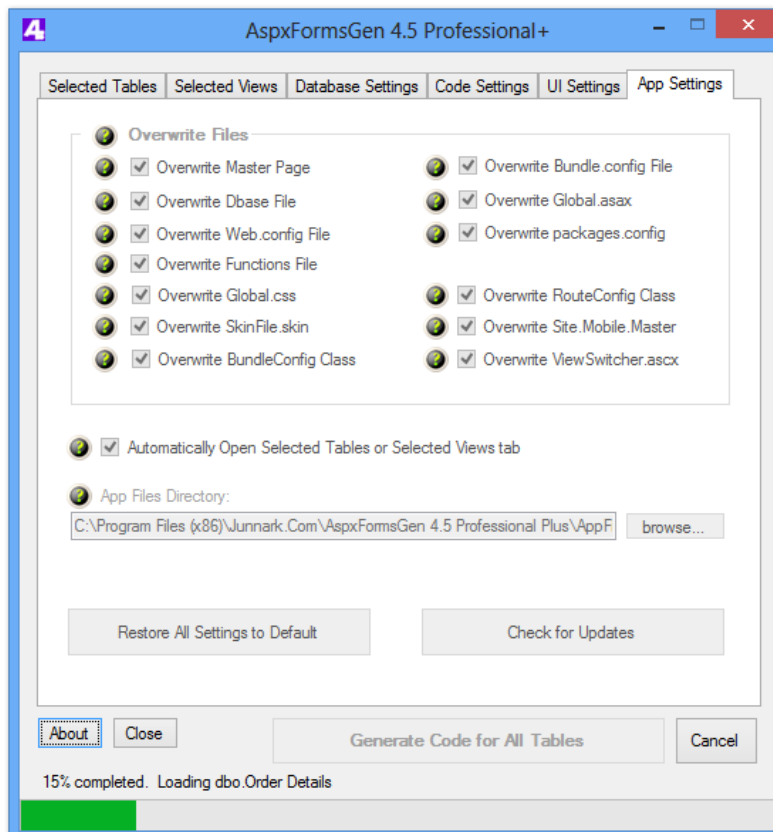 AspxFormsGen 4.5 Professional+
Selected Tables Selected Views Database Settings Code Settings UI Settings App Settings
Overwrite Files
Overwrite Master Page Overwrite Bundle.config File
Overwrite Dbase File Overwrite Global.asax
Overwrite Web.config File Overwrite packages.config
Overwrite Functions File
Overwrite Global.css Overwrite RouteConfig Class
Overwrite SkinFile.skin Overwrite Site.Mobile.Master
Overwrite BundleConfig Class Overwrite ViewSwitcher.ascx
Automatically Open Selected Tables or Selected Views tab
App Files Directory:
C:\Program Files (x86)\Junnark.Com\AspxFormsGen 4.5 Professional Plus\AppF browse...
Restore All Settings to Default Check for Updates
About Close Generate Code for All Tables Cancel
15% completed. Loading dbo.Order Details